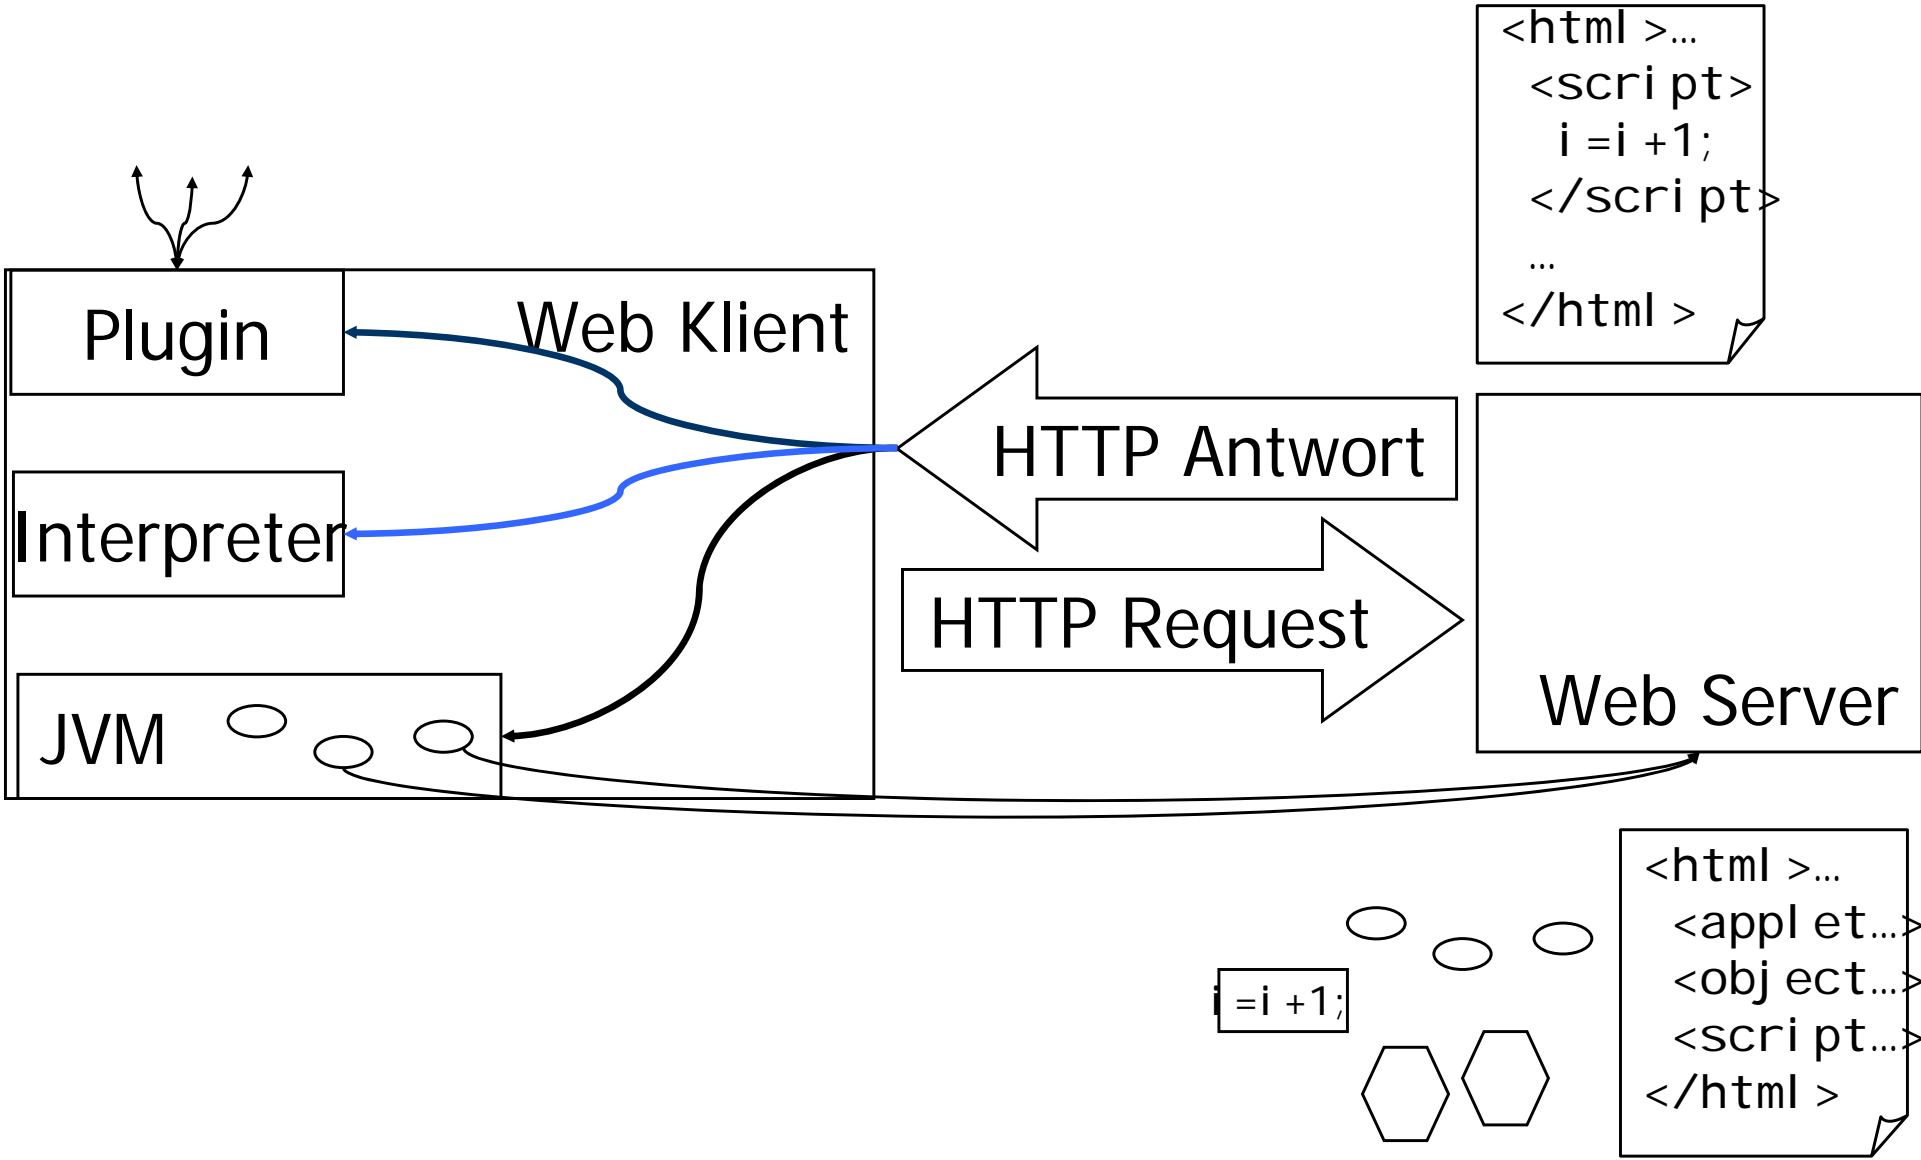 <html>…
<script>
i=i+1;
</script>
…
</html>
Plugin
Web Klient
HTTP Antwort
Interpreter
HTTP Request
JVM
Web Server
<html>…
<applet…>
<object…>
<script…>
</html>
i=i+1;